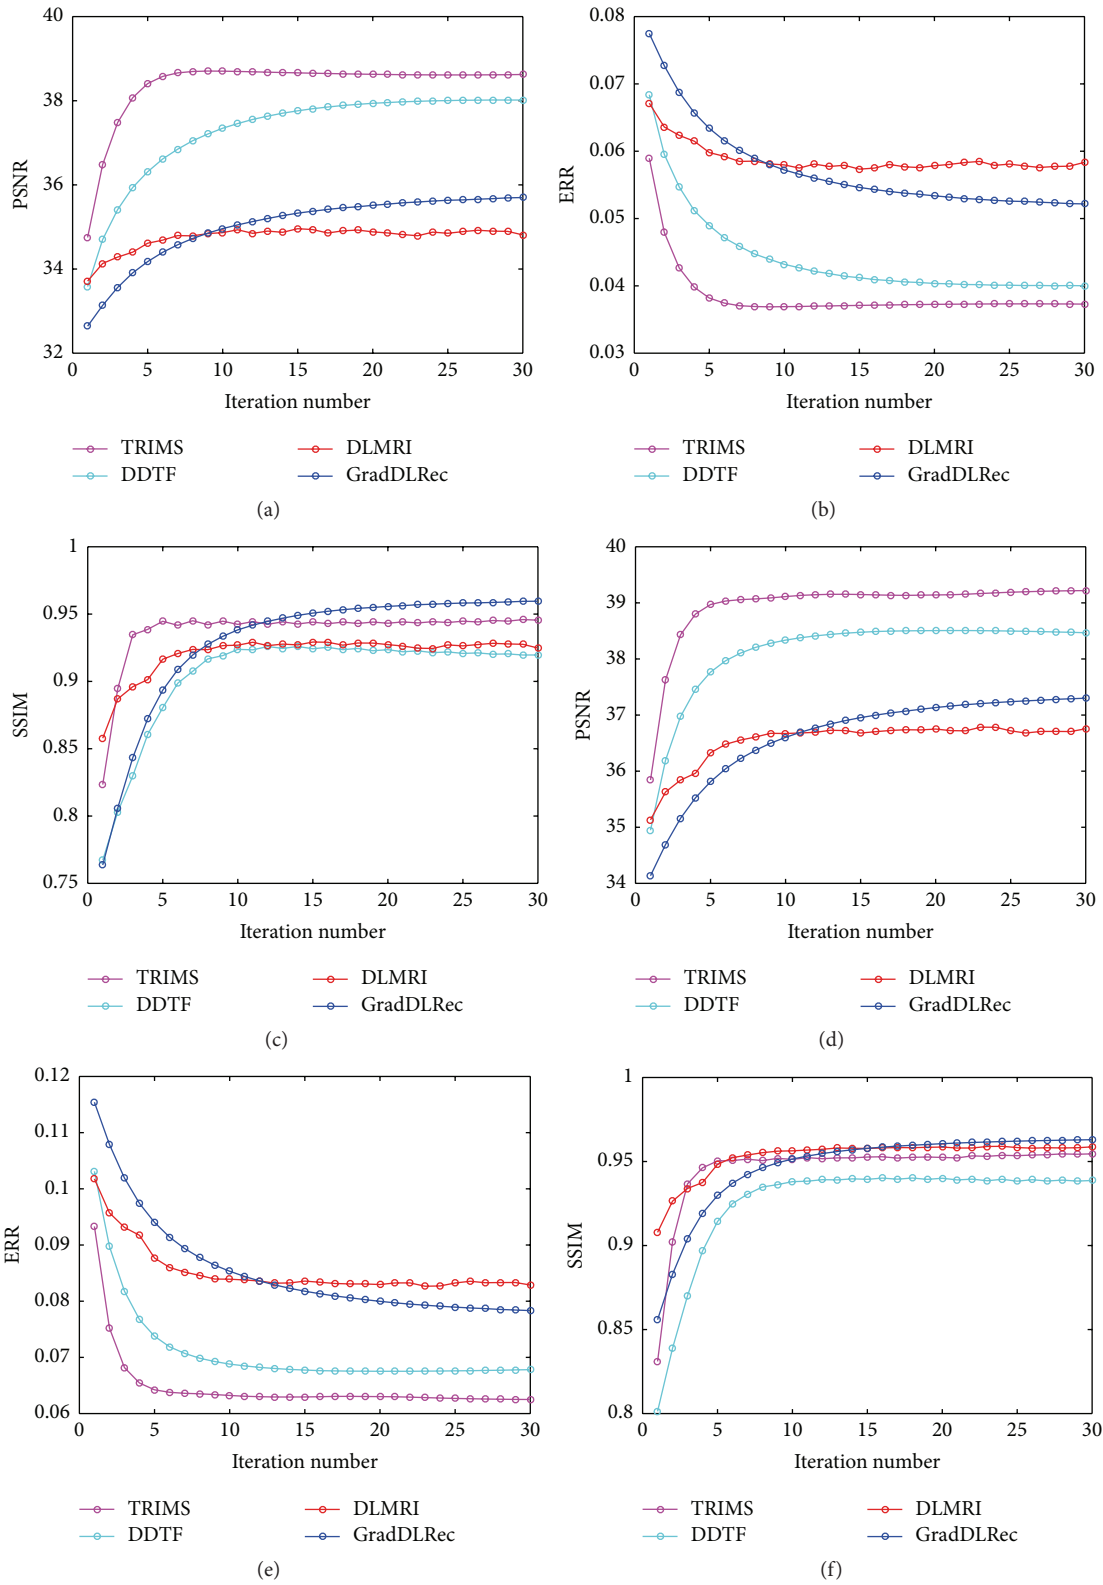 40
38
36
34
32
PSNR
0 5 10 15 20 25 30
Iteration number
TRIMS DLMRI
DDTF GradDLRec
(a)
0.08
0.07
0.06
0.05
0.04
0.03
ERR
0 5 10 15 20 25 30
Iteration number
TRIMS DLMRI
DDTF GradDLRec
(b)
1
0.95
0.9
0.85
0.8
0.75
SSIM
0 5 10 15 20 25 30
Iteration number
TRIMS DLMRI
DDTF GradDLRec
(c)
40
39
38
37
36
35
34
PSNR
0 5 10 15 20 25 30
Iteration number
TRIMS DLMRI
DDTF GradDLRec
(d)
0.12
0.11
0.1
0.09
0.08
0.07
0.06
ERR
0 5 10 15 20 25 30
Iteration number
TRIMS DLMRI
DDTF GradDLRec
(e)
1
0.95
0.9
0.85
0.8
SSIM
0 5 10 15 20 25 30
Iteration number
TRIMS DLMRI
DDTF GradDLRec
(f)